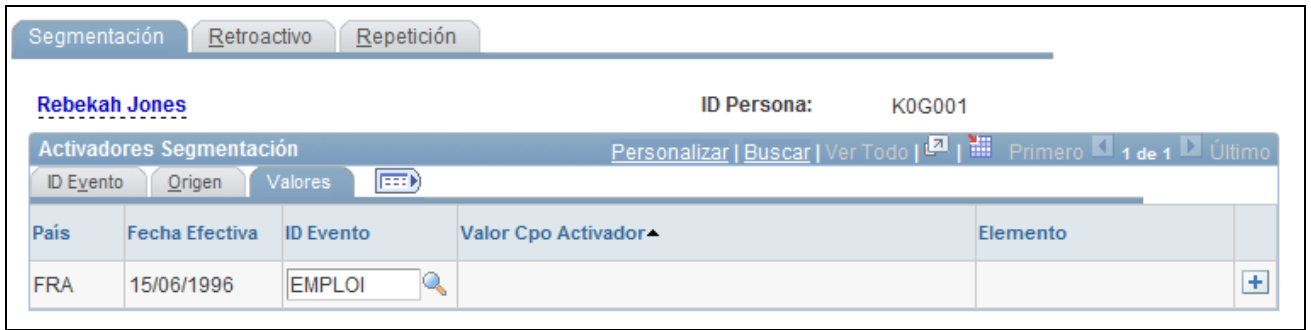 Segmentación Retroactivo Repetición
Rebekah Jones ID Persona: K0G001
Activadores Segmentación Personalizar | Buscar | Ver Todo | | Primero 1 de 1 Último
ID Evento Origen Valores
País Fecha Efectiva ID Evento Valor Cpo Activador Elemento
FRA 15/06/1996 EMPLOI